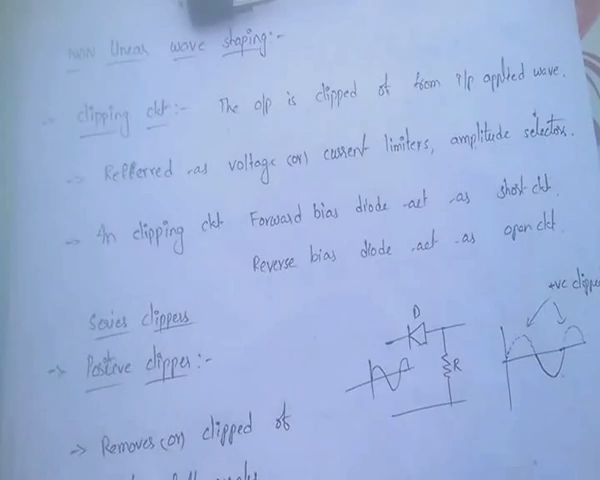 non linear wave shaping:-
-> clipping ckt:- The o/p is clipped of from i/p applied wave.
-> Refferred as voltage (or) current limiters, amplitude selectors.
-> In clipping ckt Forward bias diode act as short ckt.
Reverse bias diode act as open ckt.
+ve clipper
D
Series clippers
R
-> Positive clipper:-
-> Removes (or) clipped of